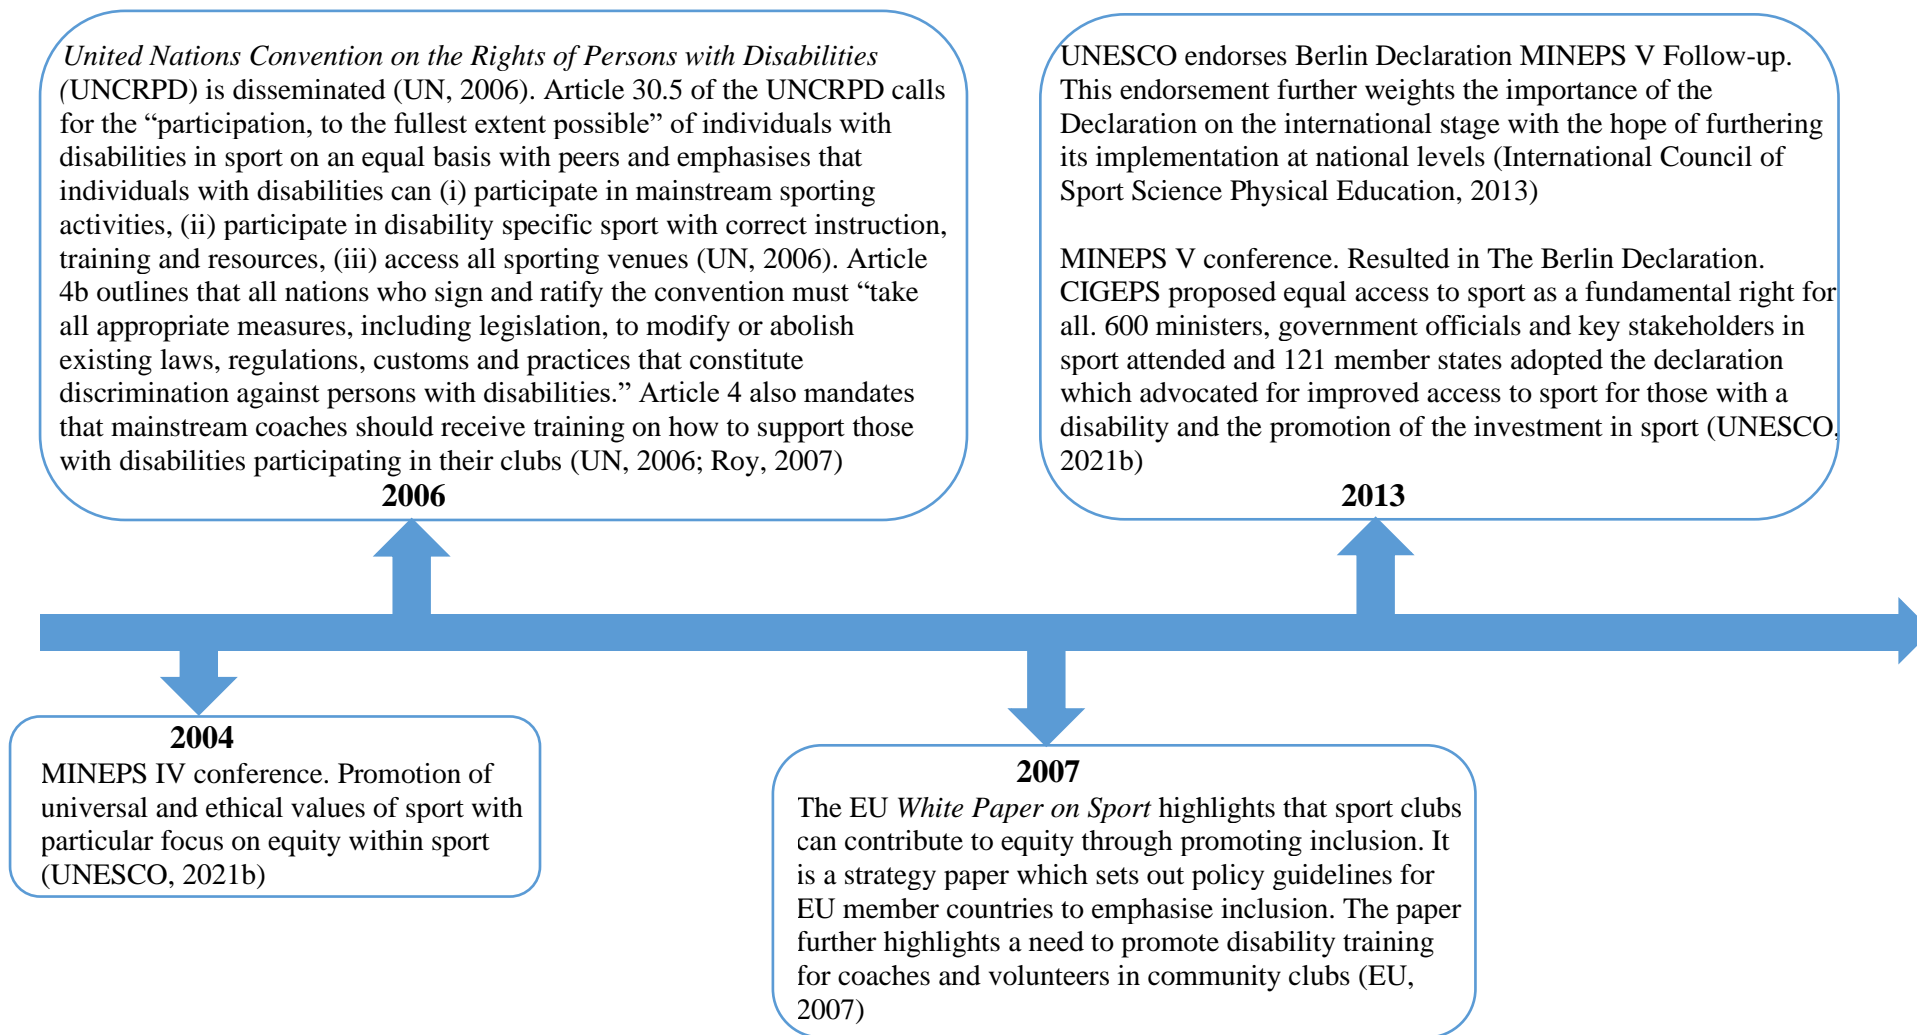 United Nations Convention on the Rights of Persons with Disabilities
(UNCRPD) is disseminated (UN, 2006). Article 30.5 of the UNCRPD calls
for the “participation, to the fullest extent possible” of individuals with
disabilities in sport on an equal basis with peers and emphasises that
individuals with disabilities can (i) participate in mainstream sporting
activities, (ii) participate in disability specific sport with correct instruction,
training and resources, (iii) access all sporting venues (UN, 2006). Article
4b outlines that all nations who sign and ratify the convention must “take
all appropriate measures, including legislation, to modify or abolish
existing laws, regulations, customs and practices that constitute
discrimination against persons with disabilities.” Article 4 also mandates
that mainstream coaches should receive training on how to support those
with disabilities participating in their clubs (UN, 2006; Roy, 2007)
2006
UNESCO endorses Berlin Declaration MINEPS V Follow-up.
This endorsement further weights the importance of the
Declaration on the international stage with the hope of furthering
its implementation at national levels (International Council of
Sport Science Physical Education, 2013)
MINEPS V conference. Resulted in The Berlin Declaration.
CIGEPS proposed equal access to sport as a fundamental right for
all. 600 ministers, government officials and key stakeholders in
sport attended and 121 member states adopted the declaration
which advocated for improved access to sport for those with a
disability and the promotion of the investment in sport (UNESCO,
2021b)
2013
2004
MINEPS IV conference. Promotion of
universal and ethical values of sport with
particular focus on equity within sport
(UNESCO, 2021b)
2007
The EU White Paper on Sport highlights that sport clubs
can contribute to equity through promoting inclusion. It
is a strategy paper which sets out policy guidelines for
EU member countries to emphasise inclusion. The paper
further highlights a need to promote disability training
for coaches and volunteers in community clubs (EU,
2007)